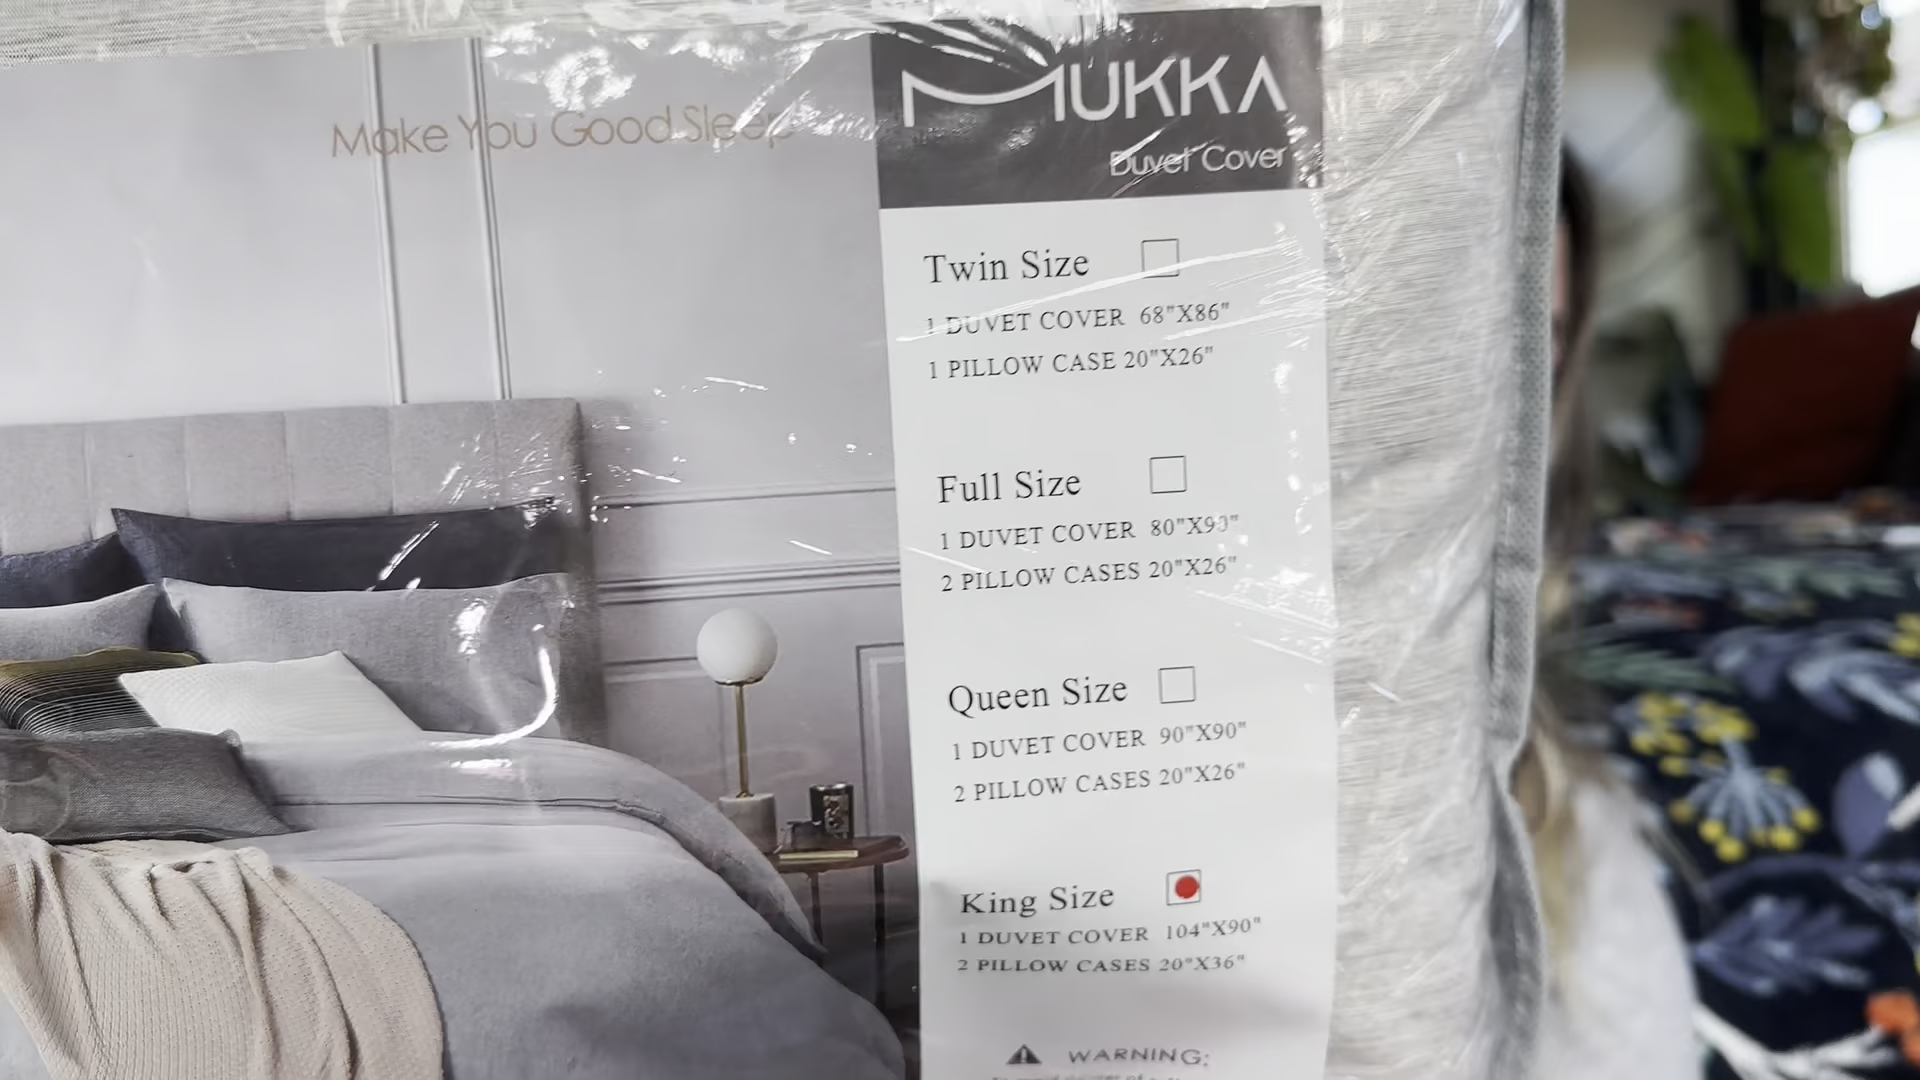 Make You Good Sleep
MUKKA
Duvet Cover
Twin Size
1 DUVET COVER 68"X86"
1 PILLOW CASE 20"X26"
Full Size
1 DUVET COVER 80"X90"
2 PILLOW CASES 20"X26"
Queen Size
1 DUVET COVER 90"X90"
2 PILLOW CASES 20"X26"
King Size
1 DUVET COVER 104"X90"
2 PILLOW CASES 20"X36"
WARNING: